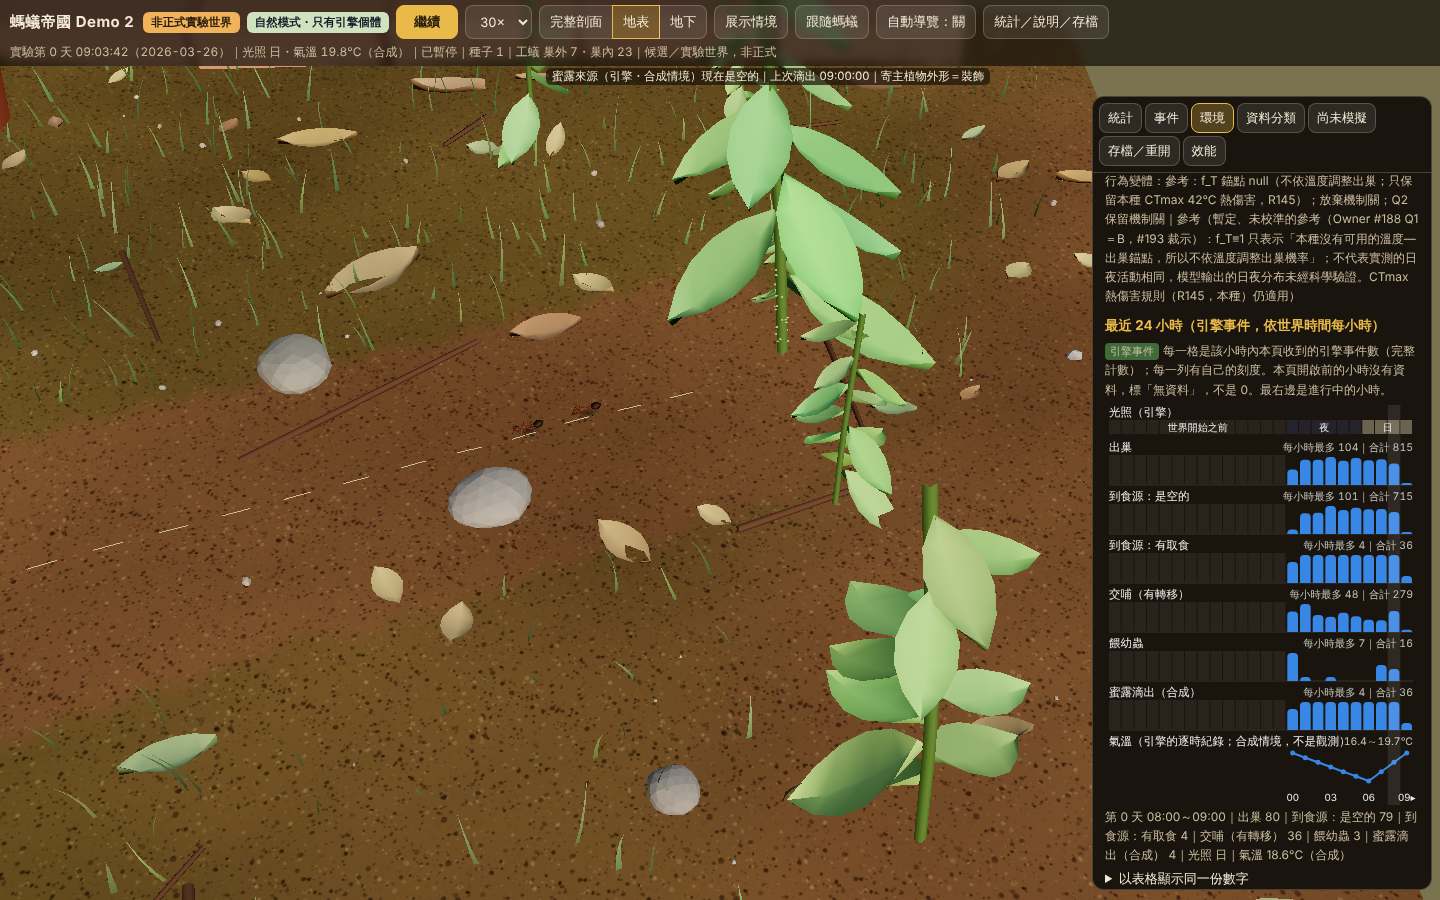 螞蟻帝國 Demo 2 非正式實驗世界 自然模式・只有引擎個體 繼續 30× 完整剖面 地表 地下 展示情境 跟隨螞蟻 自動導覽：關 統計／說明／存檔
實驗第 0 天 09:03:42（2026-03-26）｜光照 日・氣溫 19.8°C（合成）｜已暫停｜種子 1｜工蟻 巢外 7・巢內 23｜候選／實驗世界，非正式
蜜露來源（引擎・合成情境）現在是空的｜上次滴出 09:00:00｜寄主植物外形＝裝飾
統計 事件 環境 資料分類 尚未模擬
存檔／重開 效能
行為變體：參考：f_T 錨點 null（不依溫度調整出巢；只保
留本種 CTmax 42°C 熱傷害，R145）；放棄機制關；Q2
保留機制關｜參考（暫定、未校準的參考（Owner #188 Q1
＝B，#193 裁示）：f_T≡1 只表示「本種沒有可用的溫度—
出巢錨點，所以不依溫度調整出巢機率」；不代表實測的日
夜活動相同，模型輸出的日夜分布未經科學驗證。CTmax
熱傷害規則（R145，本種）仍適用）
最近 24 小時（引擎事件，依世界時間每小時）
引擎事件 每一格是該小時內本頁收到的引擎事件數（完整
計數）；每一列有自己的刻度。本頁開啟前的小時沒有資
料，標「無資料」，不是 0。最右邊是進行中的小時。
光照（引擎）
世界開始之前 夜 日
出巢 每小時最多 104｜合計 815
到食源：是空的 每小時最多 101｜合計 715
到食源：有取食 每小時最多 4｜合計 36
交哺（有轉移） 每小時最多 48｜合計 279
餵幼蟲 每小時最多 7｜合計 16
蜜露滴出（合成） 每小時最多 4｜合計 36
氣溫（引擎的逐時紀錄；合成情境，不是觀測） 16.4～19.7°C
00 03 06 09▸
第 0 天 08:00～09:00｜出巢 80｜到食源：是空的 79｜到
食源：有取食 4｜交哺（有轉移） 36｜餵幼蟲 3｜蜜露滴
出（合成） 4｜光照 日｜氣溫 18.6°C（合成）
▶ 以表格顯示同一份數字